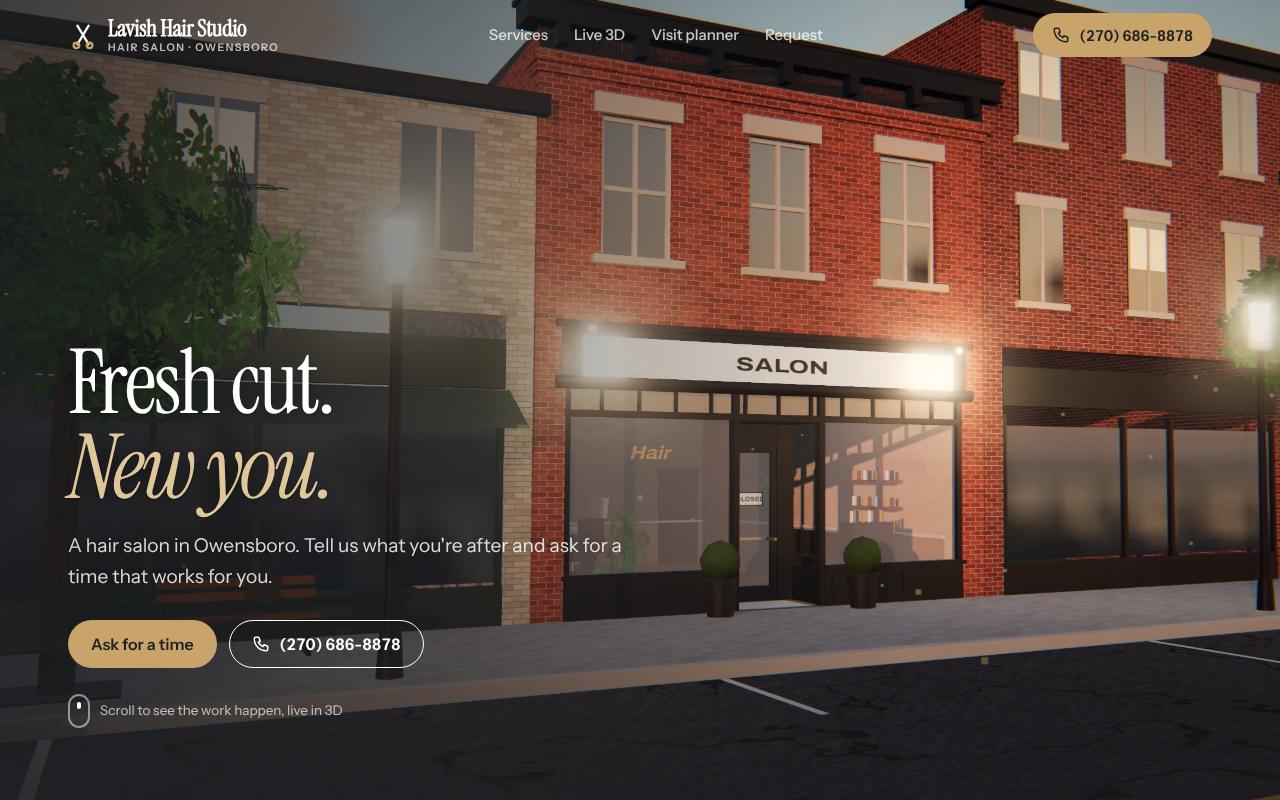 Lavish Hair Studio
HAIR SALON · OWENSBORO
Services
Live 3D
Visit planner
Request
(270) 686-8878
SALON
Hair
Fresh cut.
New you.
A hair salon in Owensboro. Tell us what you're after and ask for a
time that works for you.
Ask for a time
(270) 686-8878
Scroll to see the work happen, live in 3D